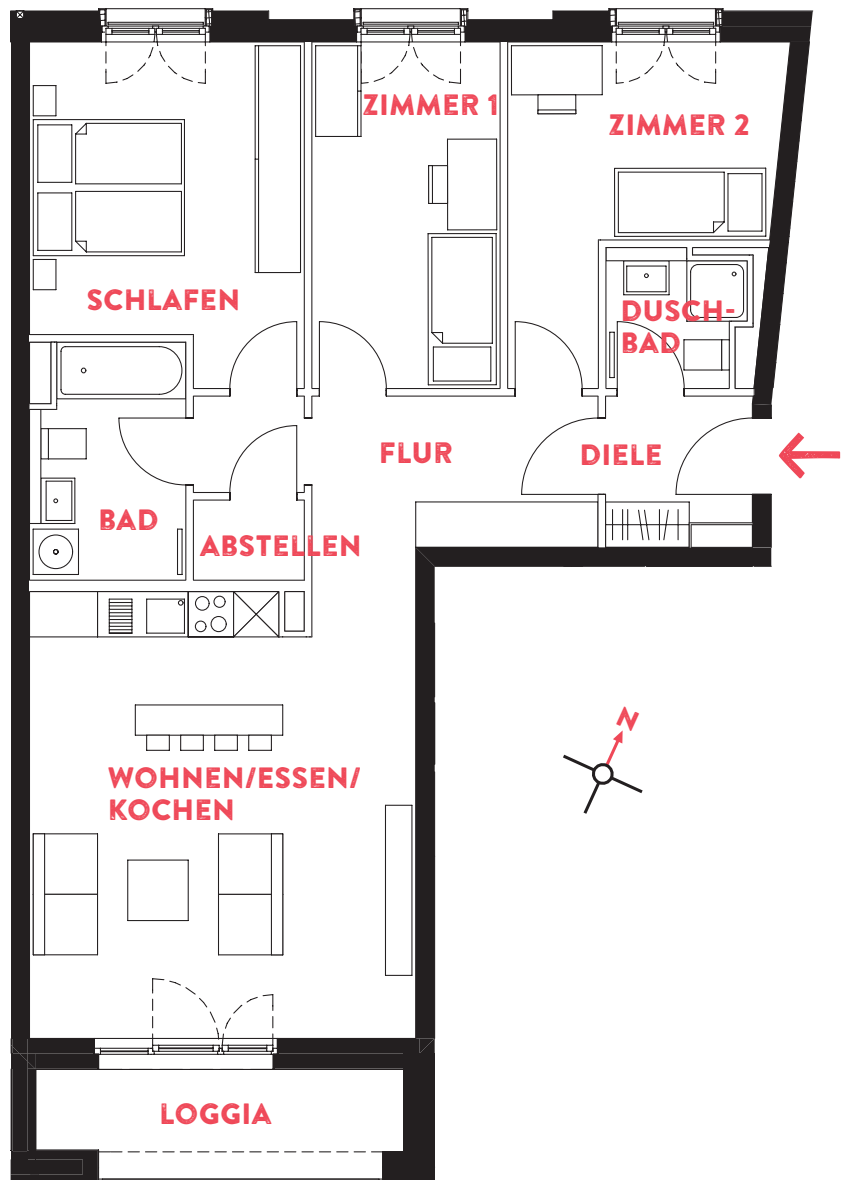 ZIMMER 1
ZIMMER 2
SCHLAFEN
DUSCH-
BAD
FLUR
DIELE
BAD
ABSTELLEN
N
WOHNEN/ESSEN/
KOCHEN
LOGGIA